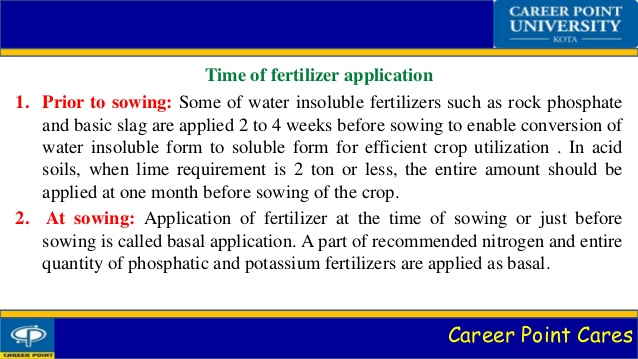 CAREER POINT
UNIVERSITY
KOTA
Time of fertilizer application
1. Prior to sowing: Some of water insoluble fertilizers such as rock phosphate
and basic slag are applied 2 to 4 weeks before sowing to enable conversion of
water insoluble form to soluble form for efficient crop utilization . In acid
soils, when lime requirement is 2 ton or less, the entire amount should be
applied at one month before sowing of the crop.
2. At sowing: Application of fertilizer at the time of sowing or just before
sowing is called basal application. A part of recommended nitrogen and entire
quantity of phosphatic and potassium fertilizers are applied as basal.
CAREER POINT
Career Point Cares